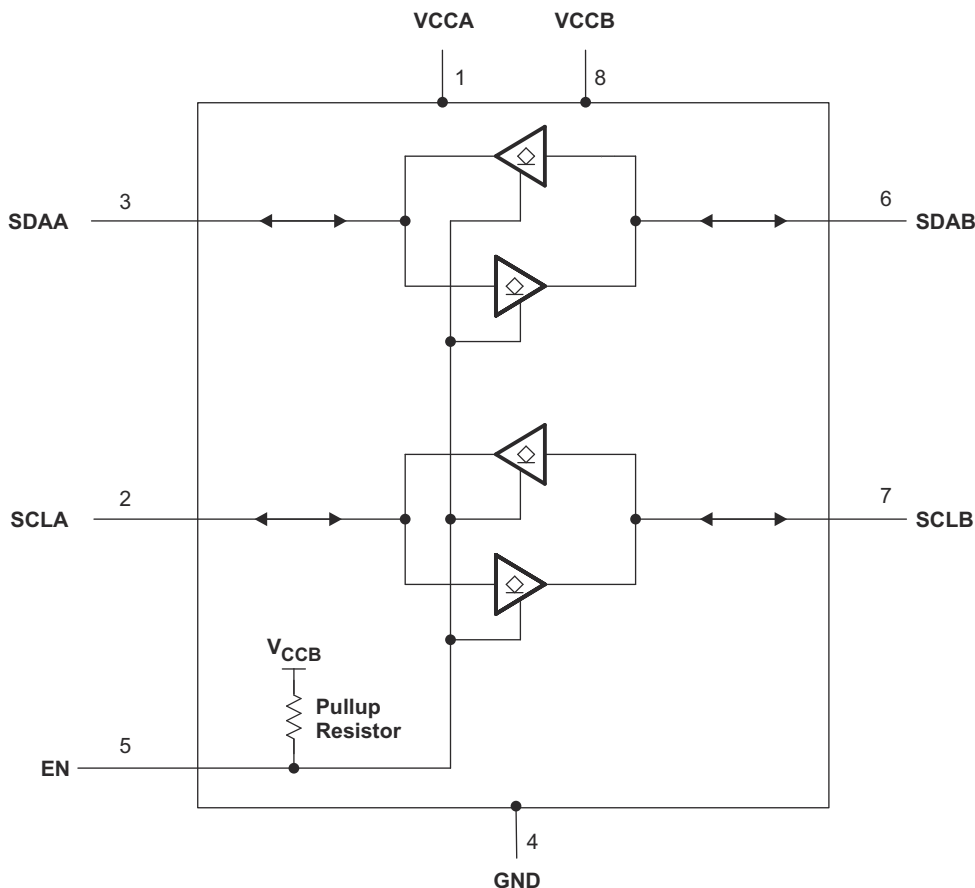 VCCA VCCB
1 8
SDAA 3 6 SDAB
SCLA 2 7 SCLB
VCCB
Pullup
Resistor
EN 5
4
GND